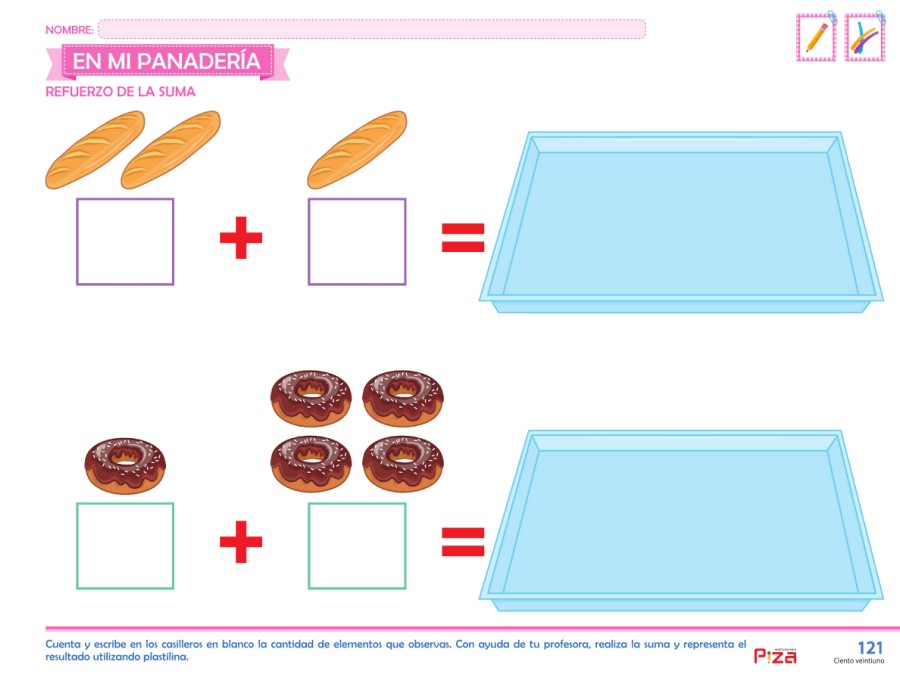 NOMBRE:
EN MI PANADERÍA
REFUERZO DE LA SUMA
+ =
+ =
Cuenta y escribe en los casilleros en blanco la cantidad de elementos que observas. Con ayuda de tu profesora, realiza la suma y representa el
resultado utilizando plastilina.
ediciones
Piza
121
Ciento veintiuno